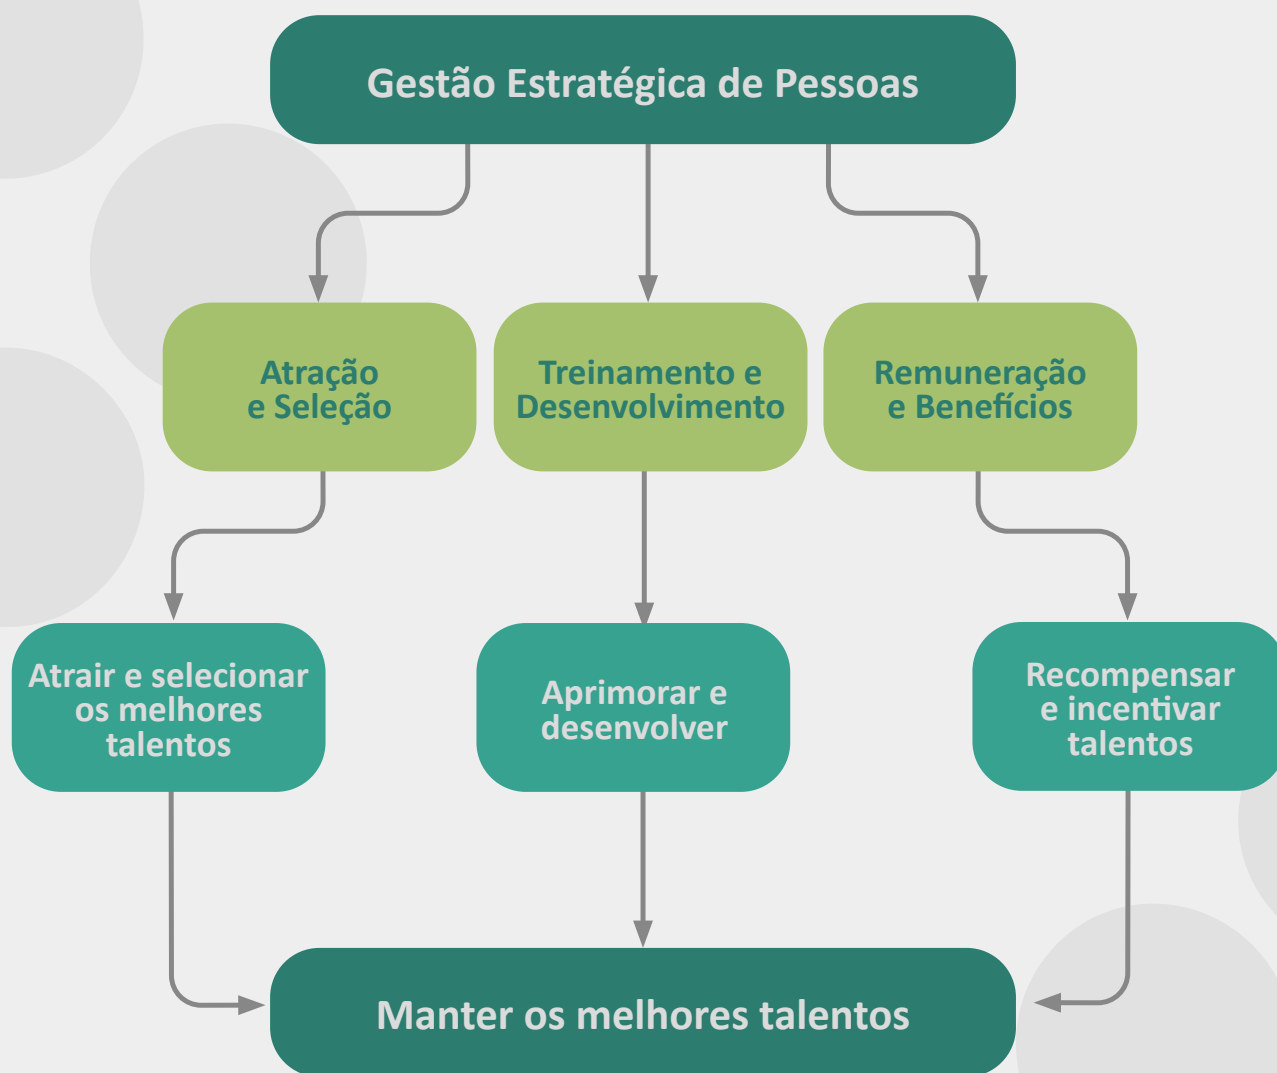 Gestão Estratégica de Pessoas
Atração
e Seleção
Treinamento e
Desenvolvimento
Remuneração
e Benefícios
Atrair e selecionar
os melhores
talentos
Aprimorar e
desenvolver
Recompensar
e incentivar
talentos
Manter os melhores talentos